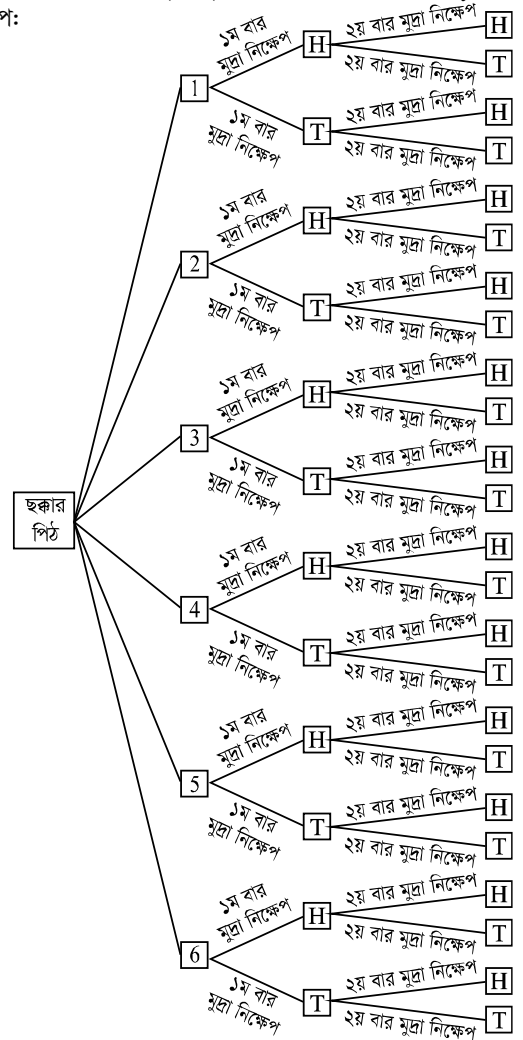 প:
ছক্কার
পিঠ
1
১ম বার
মুদ্রা নিক্ষেপ
H
২য় বার মুদ্রা নিক্ষেপ
H
২য় বার মুদ্রা নিক্ষেপ
T
১ম বার
মুদ্রা নিক্ষেপ
T
২য় বার মুদ্রা নিক্ষেপ
H
২য় বার মুদ্রা নিক্ষেপ
T
2
১ম বার
মুদ্রা নিক্ষেপ
H
২য় বার মুদ্রা নিক্ষেপ
H
২য় বার মুদ্রা নিক্ষেপ
T
১ম বার
মুদ্রা নিক্ষেপ
T
২য় বার মুদ্রা নিক্ষেপ
H
২য় বার মুদ্রা নিক্ষেপ
T
3
১ম বার
মুদ্রা নিক্ষেপ
H
২য় বার মুদ্রা নিক্ষেপ
H
২য় বার মুদ্রা নিক্ষেপ
T
১ম বার
মুদ্রা নিক্ষেপ
T
২য় বার মুদ্রা নিক্ষেপ
H
২য় বার মুদ্রা নিক্ষেপ
T
4
১ম বার
মুদ্রা নিক্ষেপ
H
২য় বার মুদ্রা নিক্ষেপ
H
২য় বার মুদ্রা নিক্ষেপ
T
১ম বার
মুদ্রা নিক্ষেপ
T
২য় বার মুদ্রা নিক্ষেপ
H
২য় বার মুদ্রা নিক্ষেপ
T
5
১ম বার
মুদ্রা নিক্ষেপ
H
২য় বার মুদ্রা নিক্ষেপ
H
২য় বার মুদ্রা নিক্ষেপ
T
১ম বার
মুদ্রা নিক্ষেপ
T
২য় বার মুদ্রা নিক্ষেপ
H
২য় বার মুদ্রা নিক্ষেপ
T
6
১ম বার
মুদ্রা নিক্ষেপ
H
২য় বার মুদ্রা নিক্ষেপ
H
২য় বার মুদ্রা নিক্ষেপ
T
১ম বার
মুদ্রা নিক্ষেপ
T
২য় বার মুদ্রা নিক্ষেপ
H
২য় বার মুদ্রা নিক্ষেপ
T